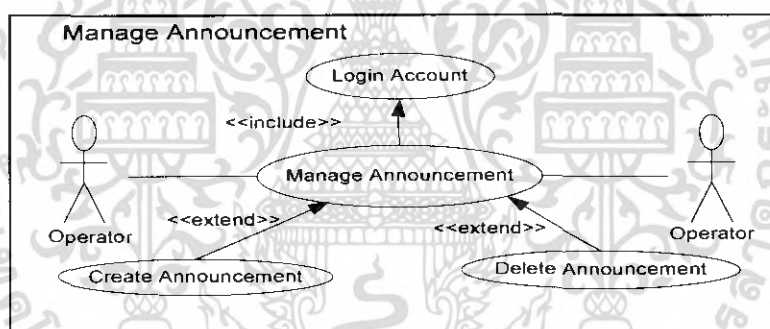 Manage Announcement
Login Account
<<include>>
Manage Announcement
<<extend>>
<<extend>>
Operator
Operator
Create Announcement
Delete Announcement